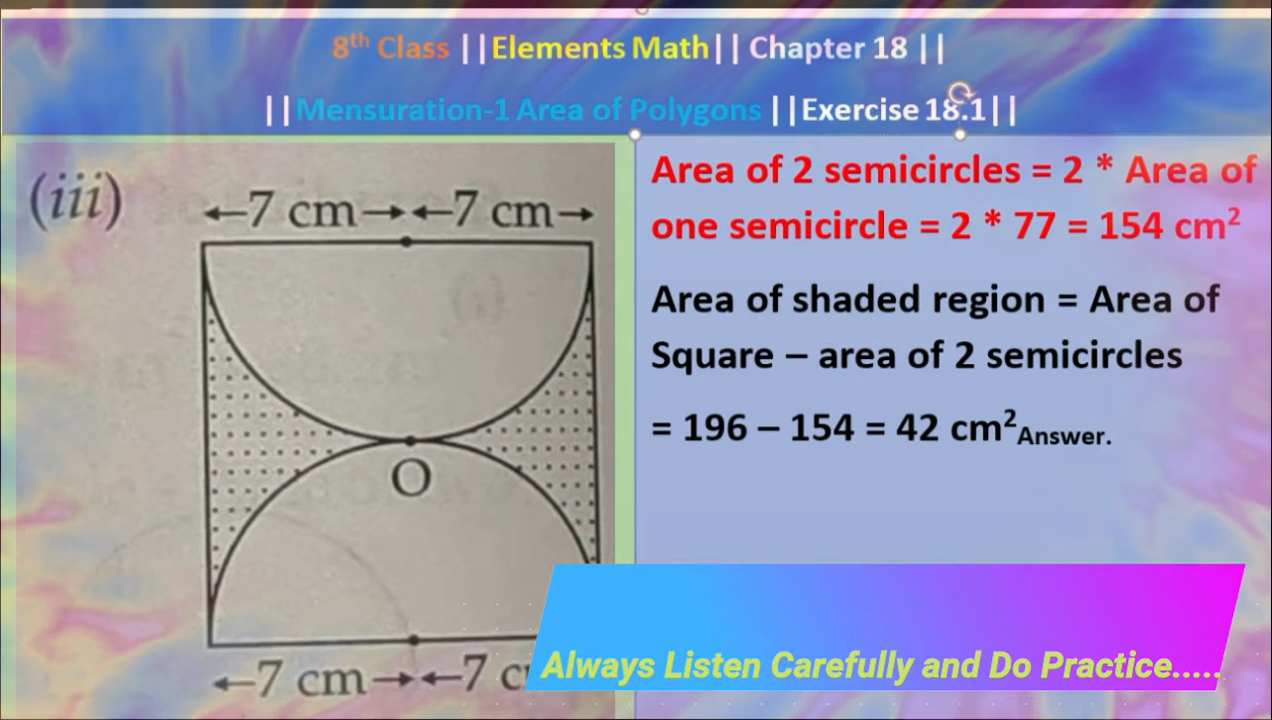 8th Class ||Elements Math|| Chapter 18 ||
||Mensuration-1 Area of Polygons ||Exercise 18.1||
(iii)
←7 cm→←7 cm→
O
←7 cm→←7 c
Area of 2 semicircles = 2 * Area of
one semicircle = 2 * 77 = 154 cm²
Area of shaded region = Area of
Square – area of 2 semicircles
= 196 – 154 = 42 cm² Answer.
Always Listen Carefully and Do Practice.....